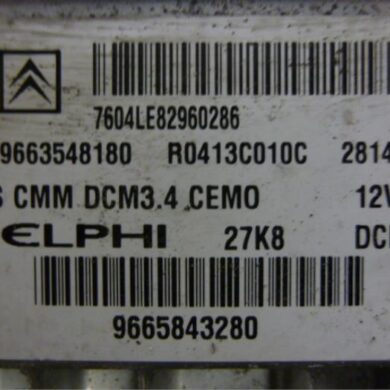 7604LE82960286
9663548180 R0413C010C 2814
S CMM DCM3.4 CEMO 12V
ELPHI 27K8 DC
9665843280